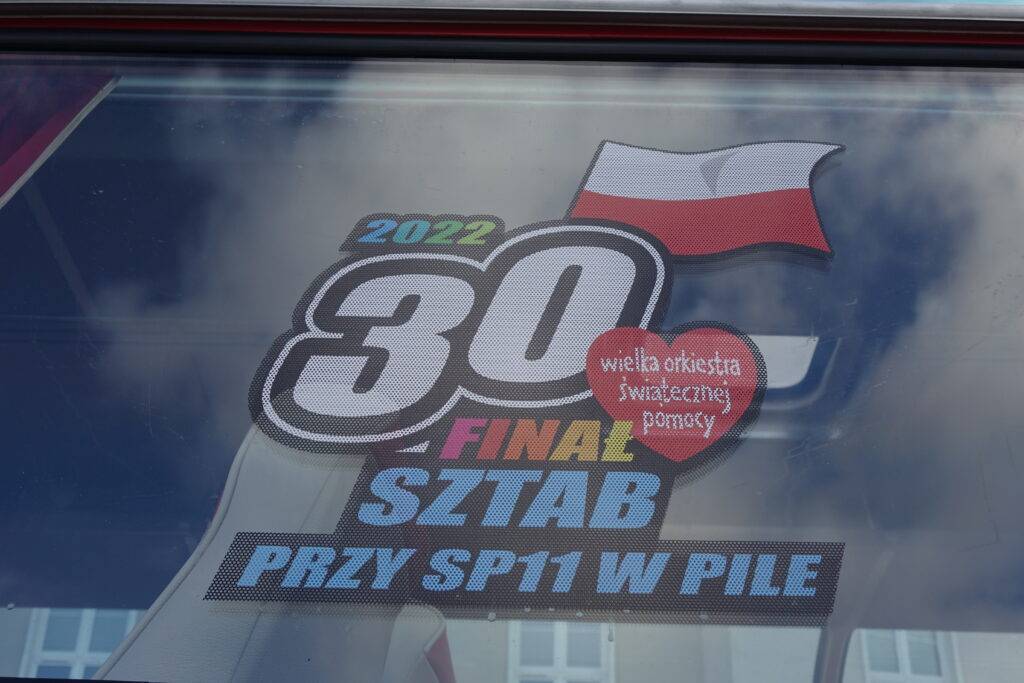 2022
30
wielka orkiestra
świątecznej
pomocy
FINAŁ
SZTAB
PRZY SP11 W PILE